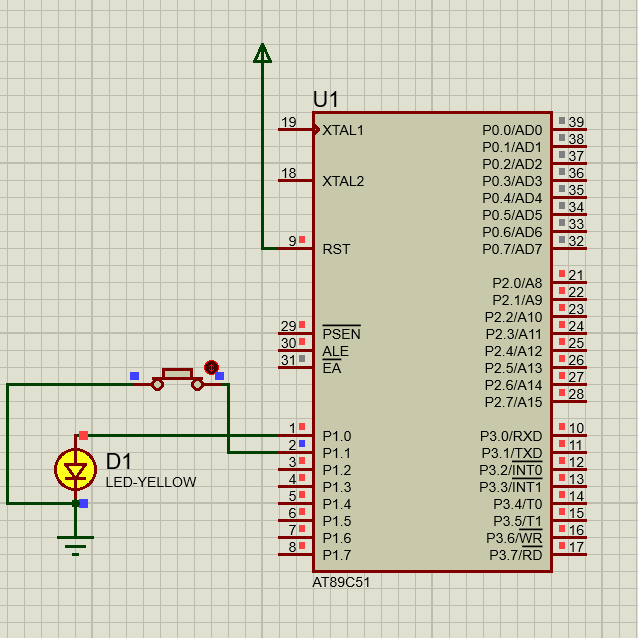 U1
19 XTAL1 P0.0/AD0 39
P0.1/AD1 38
P0.2/AD2 37
18 XTAL2 P0.3/AD3 36
P0.4/AD4 35
P0.5/AD5 34
P0.6/AD6 33
9 RST P0.7/AD7 32
P2.0/A8 21
P2.1/A9 22
P2.2/A10 23
29 PSEN P2.3/A11 24
30 ALE P2.4/A12 25
31 EA P2.5/A13 26
P2.6/A14 27
P2.7/A15 28
1 P1.0 P3.0/RXD 10
2 P1.1 P3.1/TXD 11
3 P1.2 P3.2/INT0 12
4 P1.3 P3.3/INT1 13
5 P1.4 P3.4/T0 14
6 P1.5 P3.5/T1 15
7 P1.6 P3.6/WR 16
8 P1.7 P3.7/RD 17
AT89C51
D1
LED-YELLOW